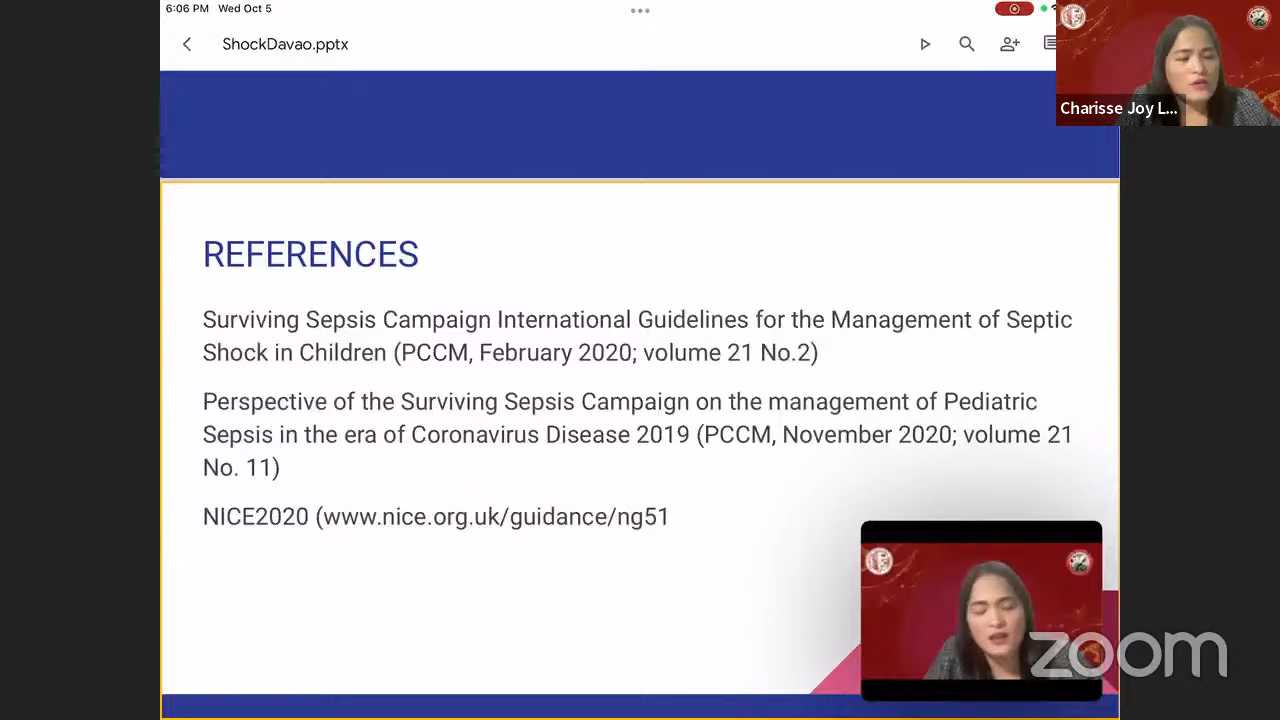 6:06 PM Wed Oct 5
ShockDavao.pptx
Charisse Joy L...
REFERENCES
Surviving Sepsis Campaign International Guidelines for the Management of Septic
Shock in Children (PCCM, February 2020; volume 21 No.2)
Perspective of the Surviving Sepsis Campaign on the management of Pediatric
Sepsis in the era of Coronavirus Disease 2019 (PCCM, November 2020; volume 21
No. 11)
NICE2020 (www.nice.org.uk/guidance/ng51
zoom